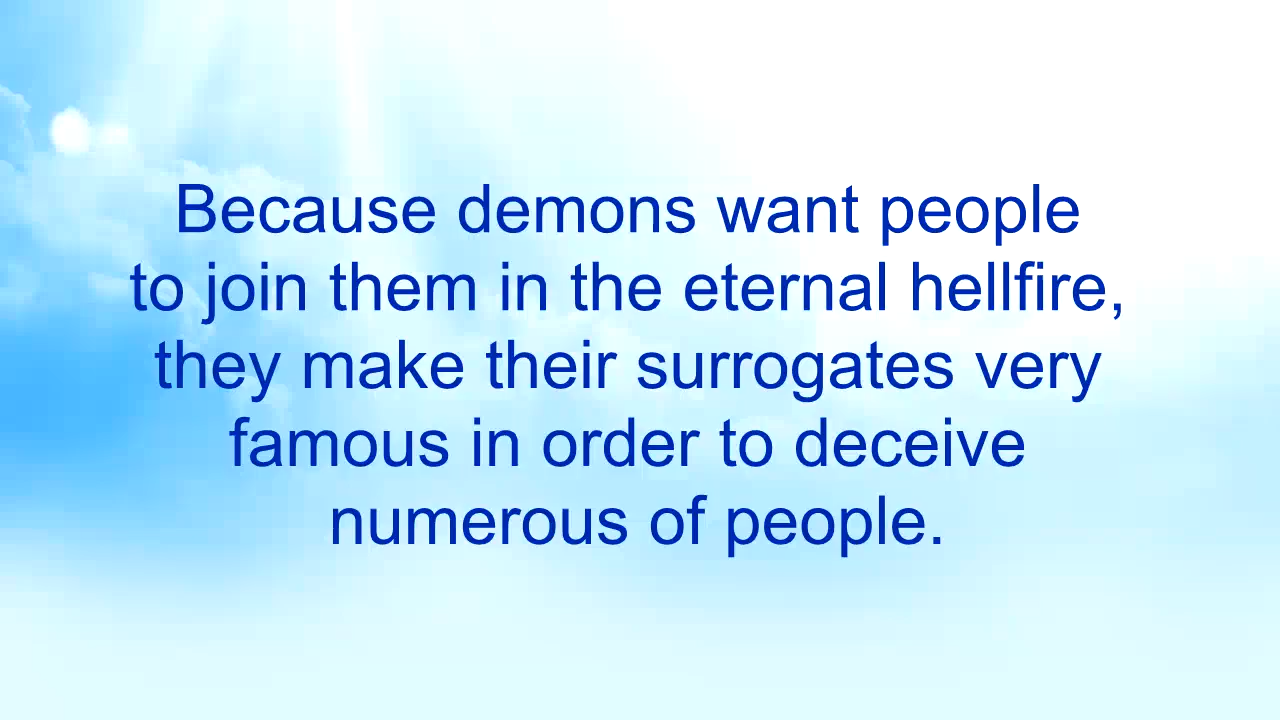 Because demons want people
to join them in the eternal hellfire,
they make their surrogates very
famous in order to deceive
numerous of people.